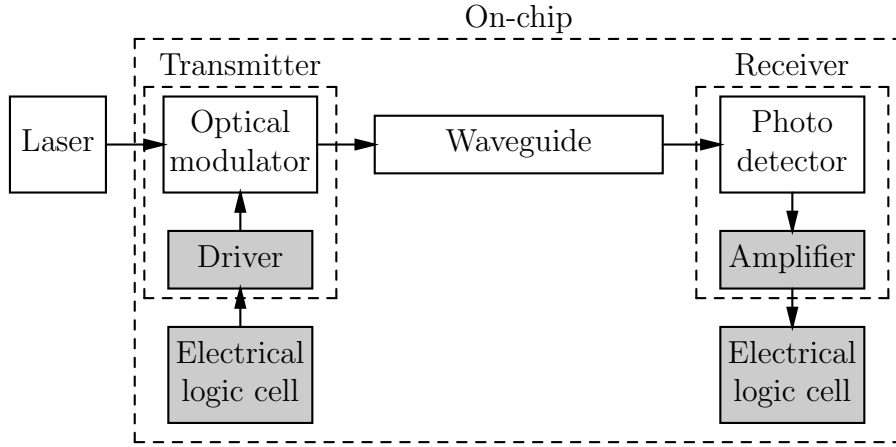 On-chip
Transmitter
Receiver
Laser
Optical
modulator
Waveguide
Photo
detector
Driver
Amplifier
Electrical
logic cell
Electrical
logic cell